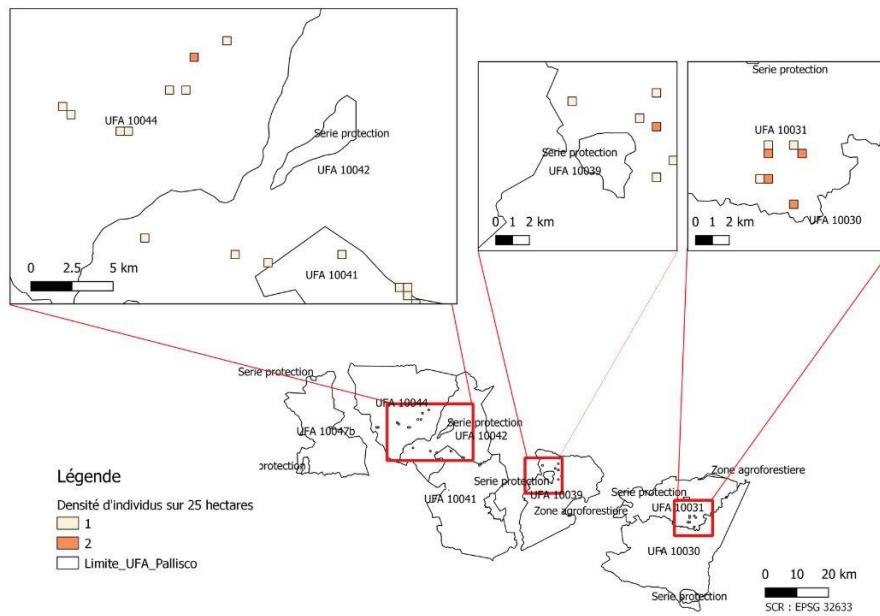 UFA 10044
Serie protection
UFA 10042
UFA 10041
0 2.5 5 km
Serie protection
UFA 10039
0 1 2 km
Serie protection
UFA 10031
UFA 10030
0 1 2 km
Serie protection
UFA 10044
Serie protection
UFA 10047b
UFA 10042
protection
UFA 10041
Serie protection
UFA 10039
Zone agroforestiere
Zone agroforestiere
Serie protection
UFA 10031
UFA 10030
Serie protection
Légende
Densité d'individus sur 25 hectares
1
2
Limite_UFA_Pallisco
0 10 20 km
SCR : EPSG 32633